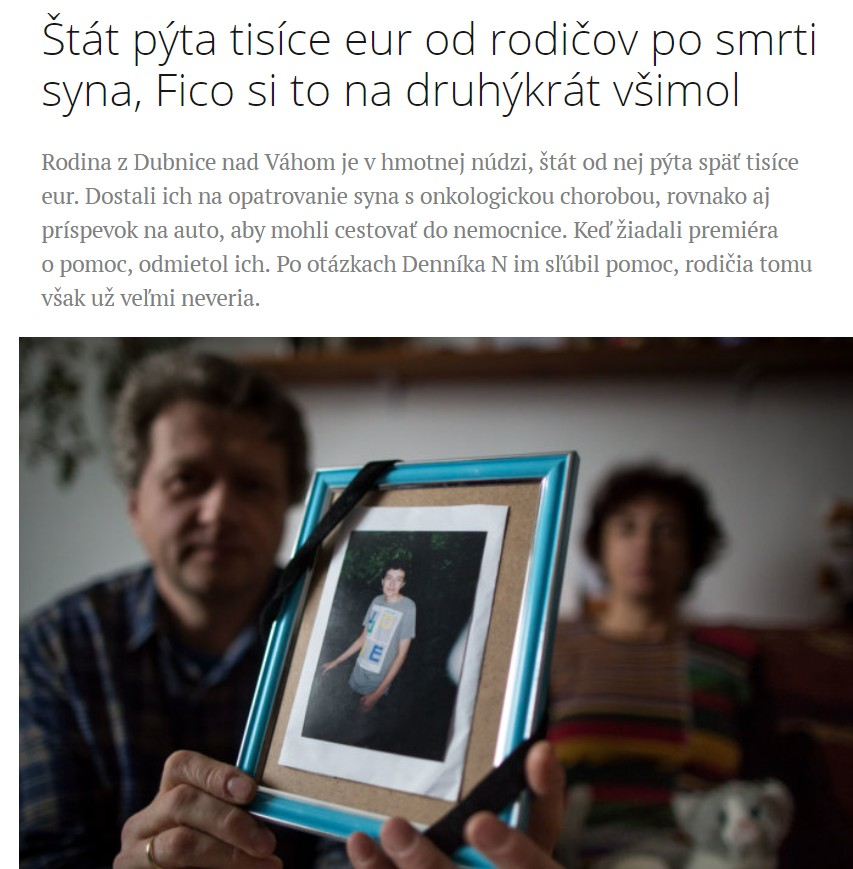 Štát pýta tisíce eur od rodičov po smrti
syna, Fico si to na druhýkrát všimol
Rodina z Dubnice nad Váhom je v hmotnej núdzi, štát od nej pýta späť tisíce
eur. Dostali ich na opatrovanie syna s onkologickou chorobou, rovnako aj
príspevok na auto, aby mohli cestovať do nemocnice. Keď žiadali premiéra
o pomoc, odmietol ich. Po otázkach Denníka N im sľúbil pomoc, rodičia tomu
však už veľmi neveria.